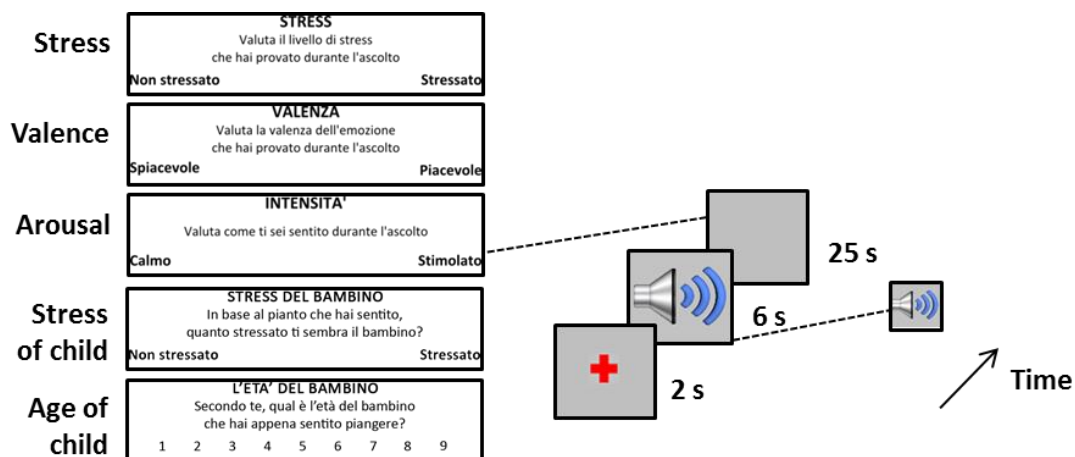 Stress
STRESS
Valuta il livello di stress
che hai provato durante l'ascolto
Non stressato Stressato
Valence
VALENZA
Valuta la valenza dell'emozione
che hai provato durante l'ascolto
Spiacevole Piacevole
Arousal
INTENSITA'
Valuta come ti sei sentito durante l'ascolto
Calmo Stimolato
Stress
of child
STRESS DEL BAMBINO
In base al pianto che hai sentito,
quanto stressato ti sembra il bambino?
Non stressato Stressato
Age of
child
L'ETA' DEL BAMBINO
Secondo te, qual è l'età del bambino
che hai appena sentito piangere?
1 2 3 4 5 6 7 8 9
25 s
6 s
2 s
Time